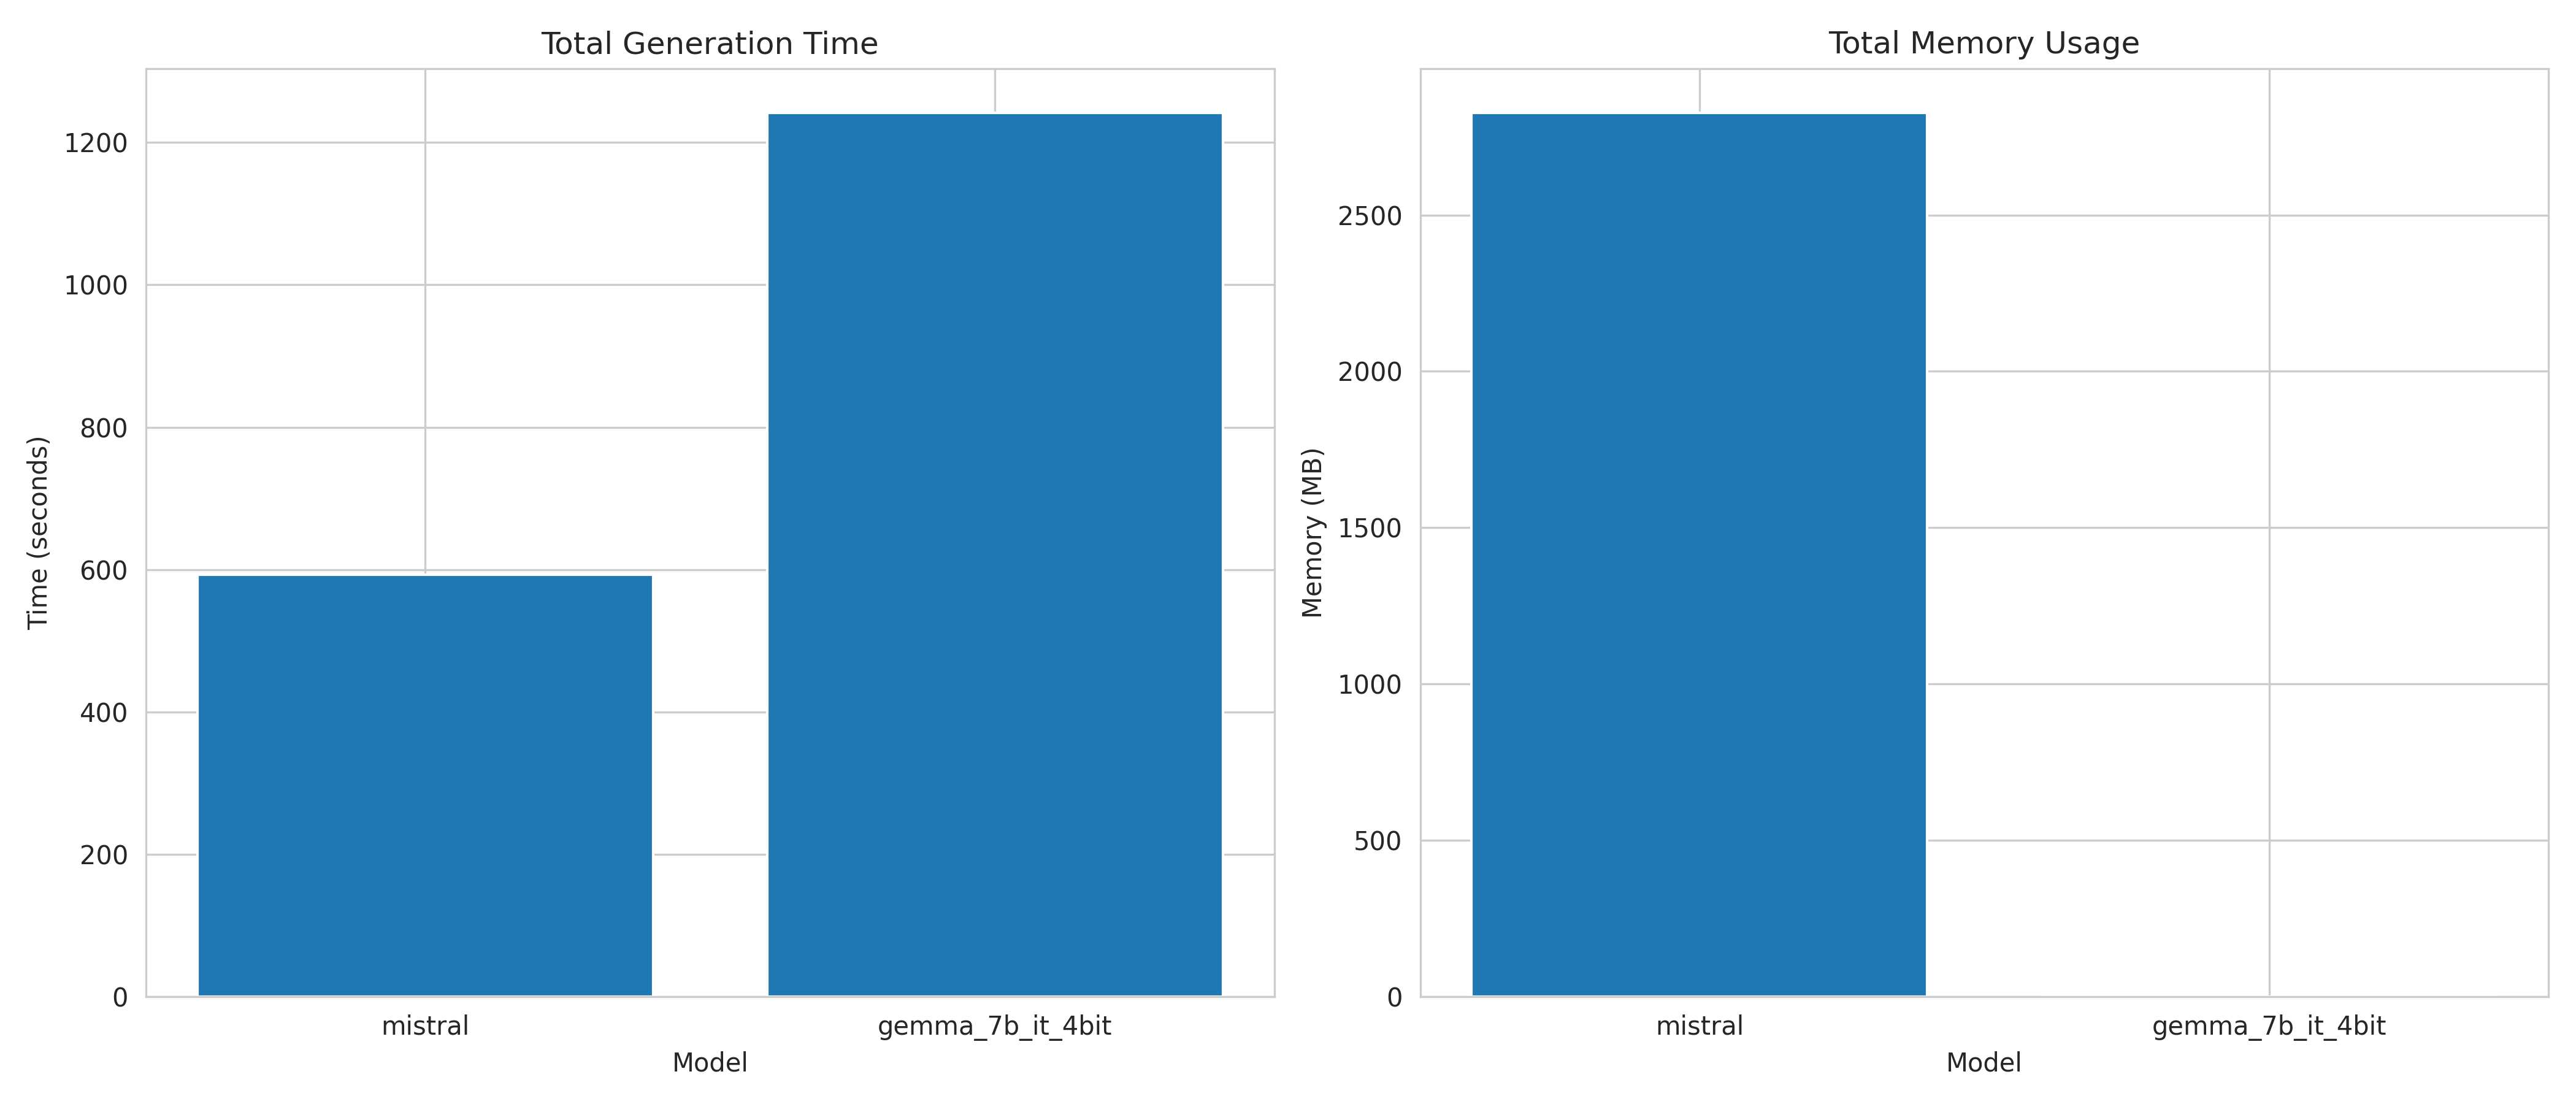 Total Generation Time
Time (seconds)
1200
1000
800
600
400
200
0
mistral
gemma_7b_it_4bit
Model
Total Memory Usage
Memory (MB)
2500
2000
1500
1000
500
0
mistral
gemma_7b_it_4bit
Model